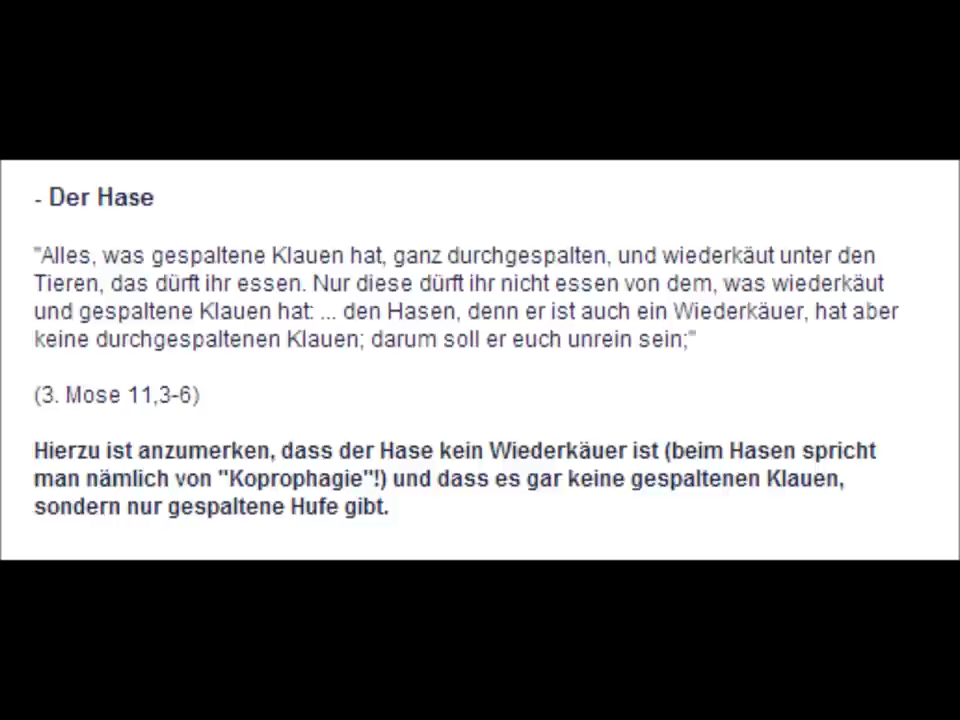 - Der Hase
"Alles, was gespaltene Klauen hat, ganz durchgespalten, und wiederkäut unter den
Tieren, das dürft ihr essen. Nur diese dürft ihr nicht essen von dem, was wiederkäut
und gespaltene Klauen hat: ... den Hasen, denn er ist auch ein Wiederkäuer, hat aber
keine durchgespaltenen Klauen; darum soll er euch unrein sein;"
(3. Mose 11,3-6)
Hierzu ist anzumerken, dass der Hase kein Wiederkäuer ist (beim Hasen spricht
man nämlich von "Koprophagie"!) und dass es gar keine gespaltenen Klauen,
sondern nur gespaltene Hufe gibt.